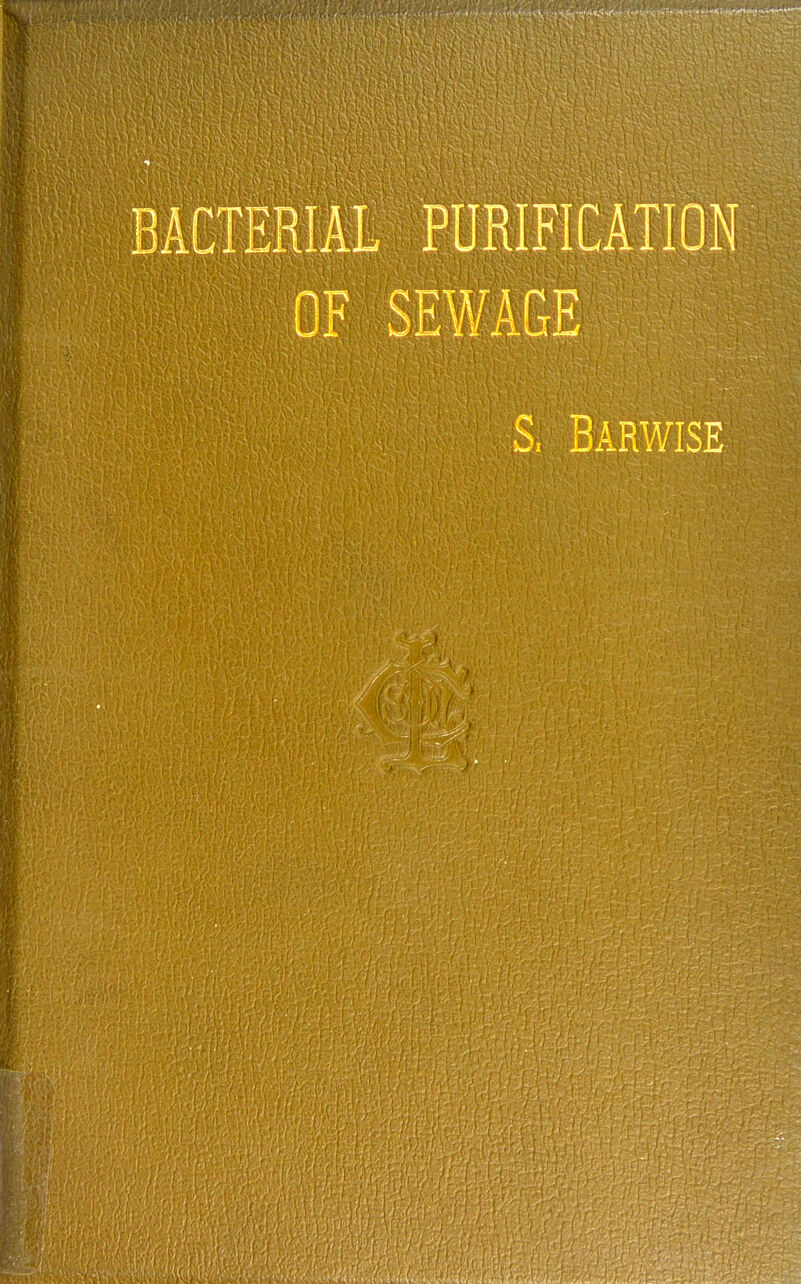 BACTERIAL PURIFICATION
OF SEWAGE
S. BARWISE